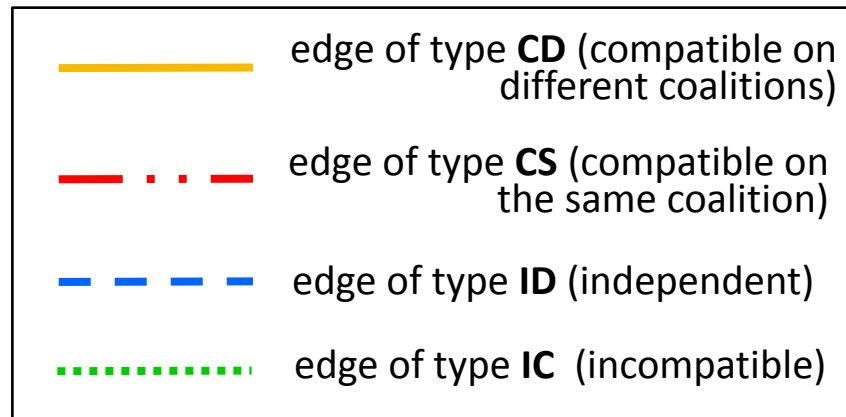 edge of type CD (compatible on
different coalitions)
edge of type CS (compatible on
the same coalition)
edge of type ID (independent)
edge of type IC (incompatible)